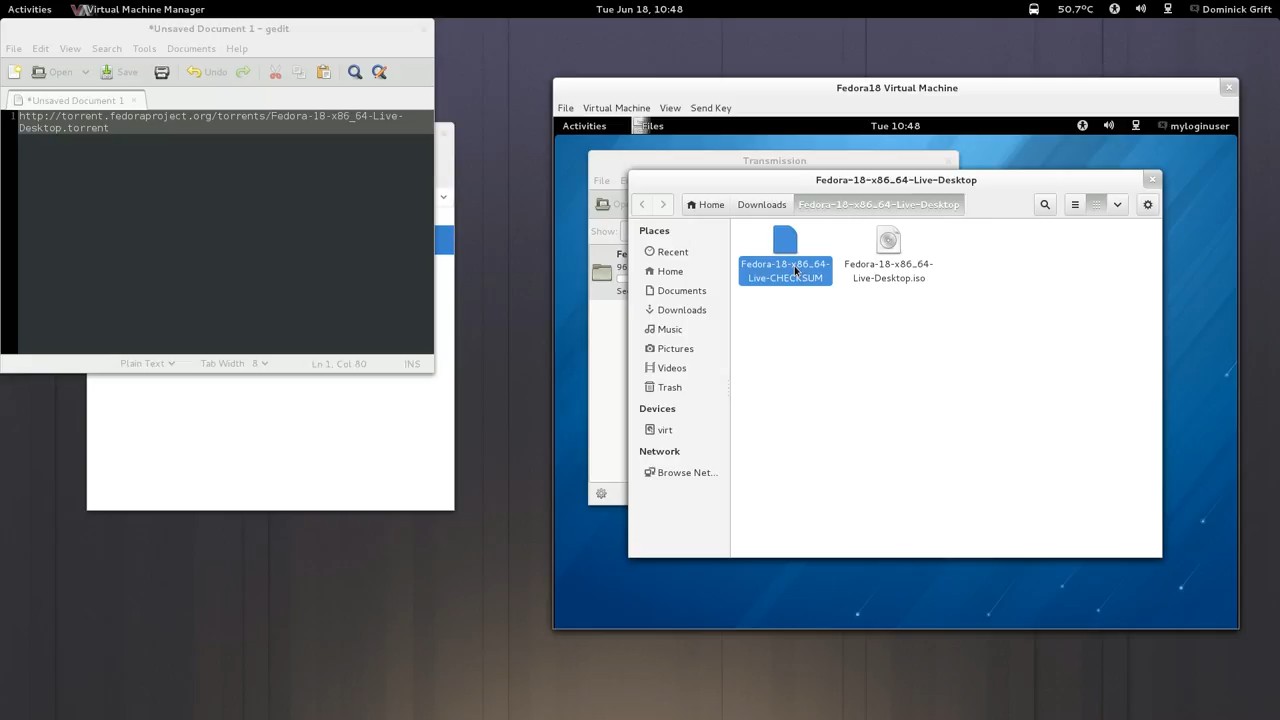 Activities
Virtual Machine Manager
Tue Jun 18, 10:48
50.7°C
Dominick Grift
*Unsaved Document 1 - gedit
File Edit View Search Tools Documents Help
Open Save Undo
*Unsaved Document 1 ×
1 http://torrent.fedoraproject.org/torrents/Fedora-18-x86_64-Live-
Desktop.torrent
Plain Text Tab Width 8 Ln 1, Col 80 INS
Fedora18 Virtual Machine
File Virtual Machine View Send Key
Activities Files Tue 10:48 myloginuser
Transmission
File
Show:
Fedora-18-x86_64-Live-Desktop
Home Downloads Fedora-18-x86_64-Live-Desktop
Places
Recent
Home
Documents
Downloads
Music
Pictures
Videos
Trash
Devices
virt
Network
Browse Net...
Fedora-18-x86_64-
Live-CHECKSUM
Fedora-18-x86_64-
Live-Desktop.iso